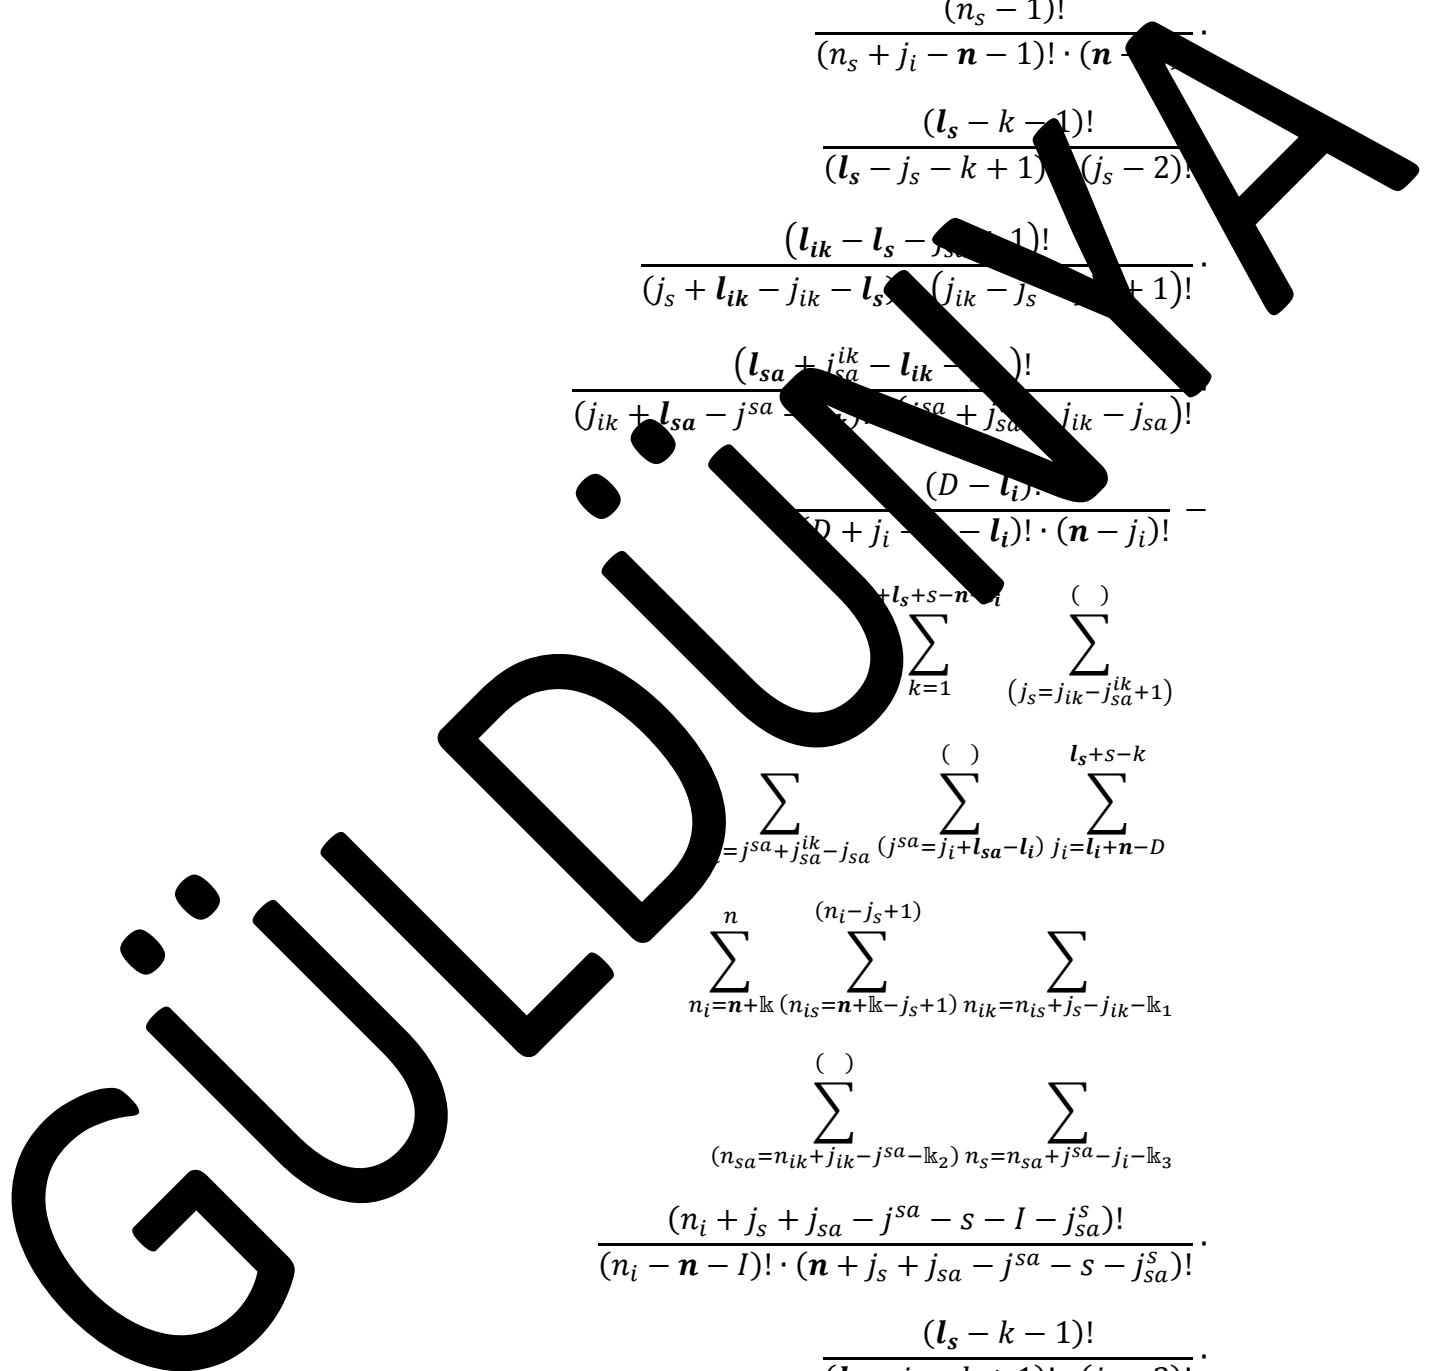 (n_s − 1)!
(n_s + j_i − n − 1)! · (n − ·
(l_s − k − 1)!
(l_s − j_s − k + 1) (j_s − 2)!
(l_ik − l_s − 1)!
(j_s + l_ik − j_ik − l_s) (j_ik − j_s + 1)! ·
(l_sa + j_sa^ik − l_ik − )!
(j_ik + l_sa − j^sa − (j^sa + j_sa j_ik − j_sa)!
(D − l_i)!
(D + j_i − l_i)! · (n − j_i)! −
+l_s+s−n ( )
∑ ∑
k=1 (j_s=j_ik−j_sa^ik+1)
( ) l_s+s−k
∑ ∑ ∑
=j^sa+j_sa^ik−j_sa (j^sa=j_i+l_sa−l_i) j_i=l_i+n−D
n (n_i−j_s+1)
∑ ∑ ∑
n_i=n+𝕜 (n_is=n+𝕜−j_s+1) n_ik=n_is+j_s−j_ik−𝕜_1
( )
∑ ∑
(n_sa=n_ik+j_ik−j^sa−𝕜_2) n_s=n_sa+j^sa−j_i−𝕜_3
(n_i + j_s + j_sa − j^sa − s − I − j_sa^s)!
(n_i − n − I)! · (n + j_s + j_sa − j^sa − s − j_sa^s)! ·
(l_s − k − 1)! ·
GÜLDÜNYA